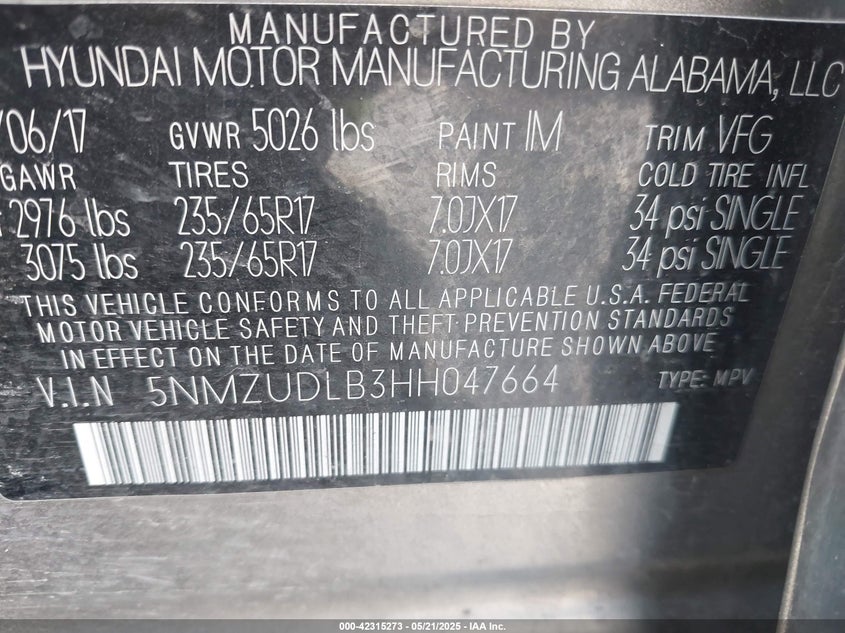 MANUFACTURED BY
HYUNDAI MOTOR MANUFACTURING ALABAMA, LLC
/06/17 GVWR 5026 lbs PAINT IM TRIM VFG
GAWR TIRES RIMS COLD TIRE INFL
2976 lbs 235/65R17 7.0JX17 34 psi SINGLE
3075 lbs 235/65R17 7.0JX17 34 psi SINGLE
THIS VEHICLE CONFORMS TO ALL APPLICABLE U.S.A. FEDERAL
MOTOR VEHICLE SAFETY AND THEFT PREVENTION STANDARDS
IN EFFECT ON THE DATE OF MANUFACTURE SHOWN ABOVE.
V.I.N 5NMZUDLB3HH047664 TYPE: MPV
000-42315273 - 05/21/2025 - IAA Inc.